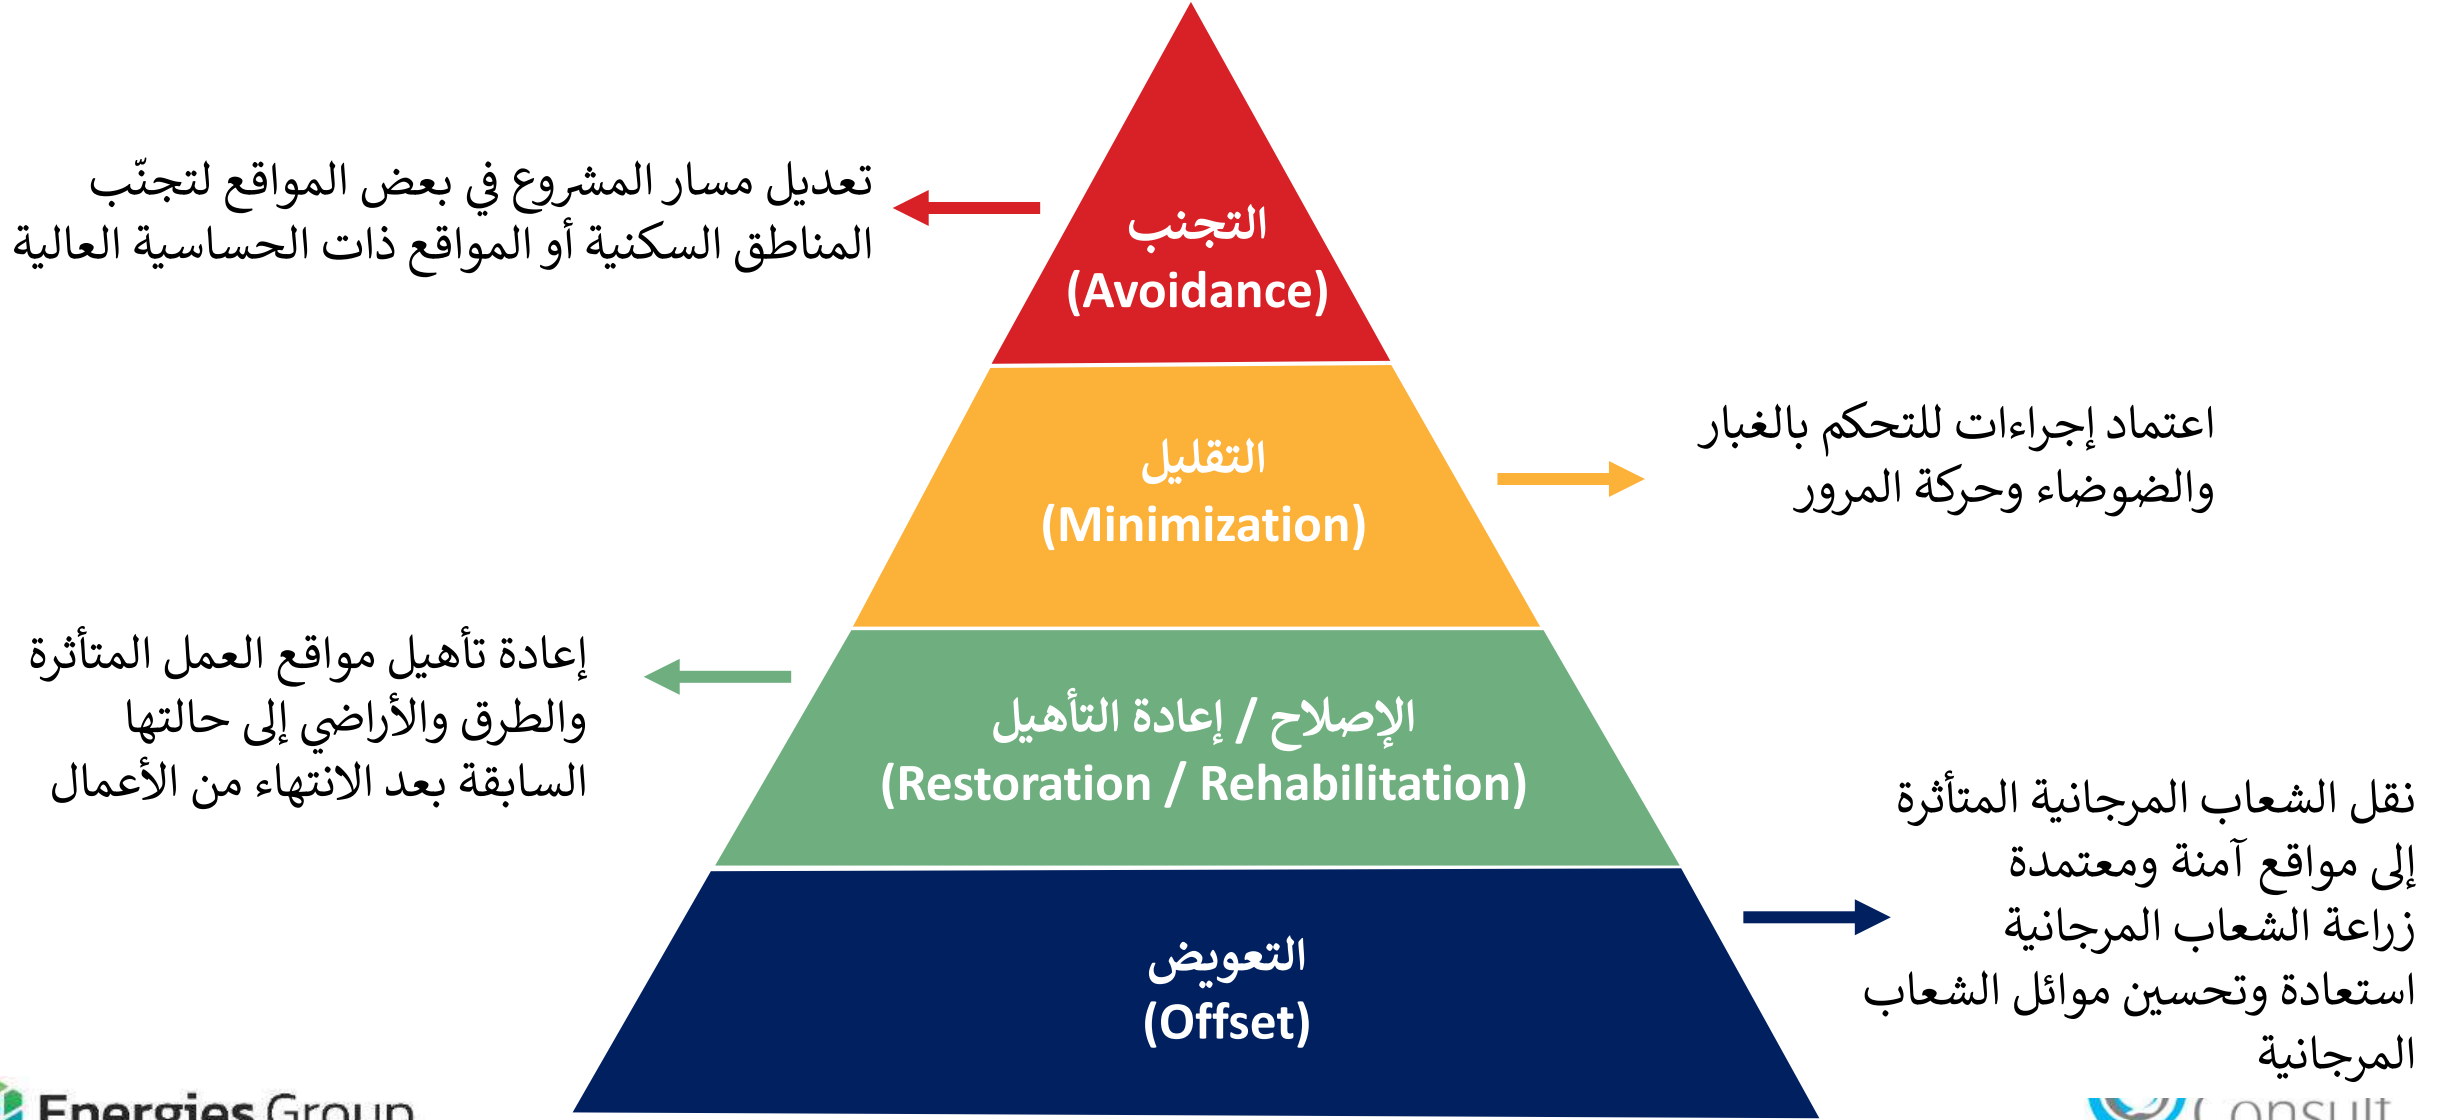 التجنب
(Avoidance)
تعديل مسار المشروع في بعض المواقع لتجنّب
المناطق السكنية أو المواقع ذات الحساسية العالية
التقليل
(Minimization)
اعتماد إجراءات للتحكم بالغبار
والضوضاء وحركة المرور
الإصلاح / إعادة التأهيل
(Restoration / Rehabilitation)
إعادة تأهيل مواقع العمل المتأثرة
والطرق والأراضي إلى حالتها
السابقة بعد الانتهاء من الأعمال
التعويض
(Offset)
نقل الشعاب المرجانية المتأثرة
إلى مواقع آمنة ومعتمدة
زراعة الشعاب المرجانية
استعادة وتحسين موائل الشعاب
المرجانية
Energies Group
Consult